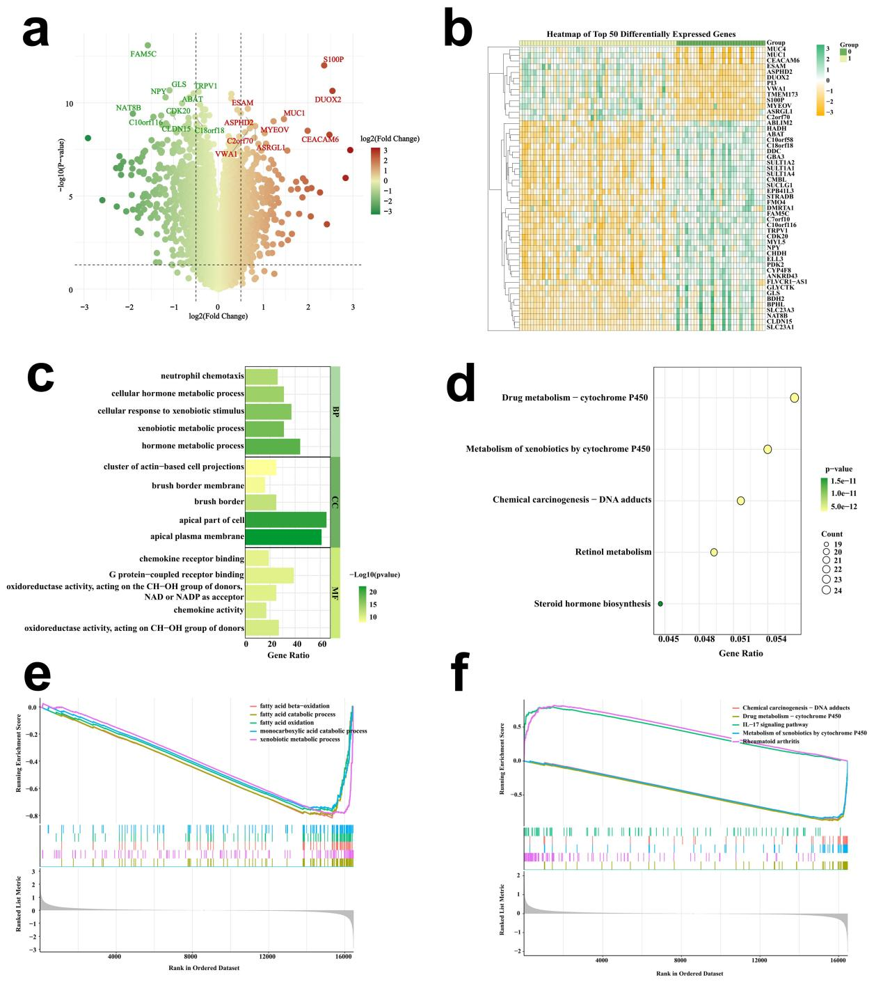 a
FAM5C
S100P
GLS
TRPV1
NPY
DUOX2
ABAT
ESAM
NAT8B
CDK20
MUC1
C10orf116
ASPHD2
CLDN15
C18orf18
MYEOV
C2orf70
CEACAM6
ASRGL1
VWA1
10
5
0
−log10(P−value)
−3
−2
−1
0
1
2
3
log2(Fold Change)
log2(Fold Change)
3
2
1
0
−1
−2
−3
b
Heatmap of Top 50 Differentially Expressed Genes
Group
MUC4
MUC1
CEACAM6
ESAM
ASPHD2
DUOX2
PI3
VWA1
TMEM173
S100P
MYEOV
ASRGL1
C2orf70
ABLIM2
HADH
ABAT
C10orf58
C18orf18
DDC
GBA3
SULT1A2
SULT1A1
SULT1A4
CMBL
SUCLG1
EPB41L3
STRADB
FMO4
DMRTA1
FAM5C
C7orf10
C10orf116
TRPV1
CDK20
MYL5
NPY
CHDH
ELL3
PDK2
CYP4F8
ANKRD43
FLVCR1−AS1
GLYCTK
GLS
BDH2
BPHL
SLC23A3
NAT8B
CLDN15
SLC23A1
3
2
1
0
−1
−2
−3
Group
0
1
c
neutrophil chemotaxis
cellular hormone metabolic process
cellular response to xenobiotic stimulus
xenobiotic metabolic process
hormone metabolic process
cluster of actin−based cell projections
brush border membrane
brush border
apical part of cell
apical plasma membrane
chemokine receptor binding
G protein−coupled receptor binding
oxidoreductase activity, acting on the CH−OH group of donors,
NAD or NADP as acceptor
chemokine activity
oxidoreductase activity, acting on CH−OH group of donors
BP
CC
MF
0
20
40
60
Gene Ratio
−Log10(pvalue)
20
15
10
d
Drug metabolism − cytochrome P450
Metabolism of xenobiotics by cytochrome P450
Chemical carcinogenesis − DNA adducts
Retinol metabolism
Steroid hormone biosynthesis
0.045
0.048
0.051
0.054
Gene Ratio
p−value
1.5e−11
1.0e−11
5.0e−12
Count
19
20
21
22
23
24
e
fatty acid beta−oxidation
fatty acid catabolic process
fatty acid oxidation
monocarboxylic acid catabolic process
xenobiotic metabolic process
0.0
−0.2
−0.4
−0.6
−0.8
Running Enrichment Score
3
2
1
0
−1
−2
−3
Ranked List Metric
4000
8000
12000
16000
Rank in Ordered Dataset
f
Chemical carcinogenesis − DNA adducts
Drug metabolism − cytochrome P450
IL−17 signaling pathway
Metabolism of xenobiotics by cytochrome P450
Rheumatoid arthritis
0.5
0.0
−0.5
Running Enrichment Score
2
1
0
−1
−2
Ranked List Metric
4000
8000
12000
16000
Rank in Ordered Dataset